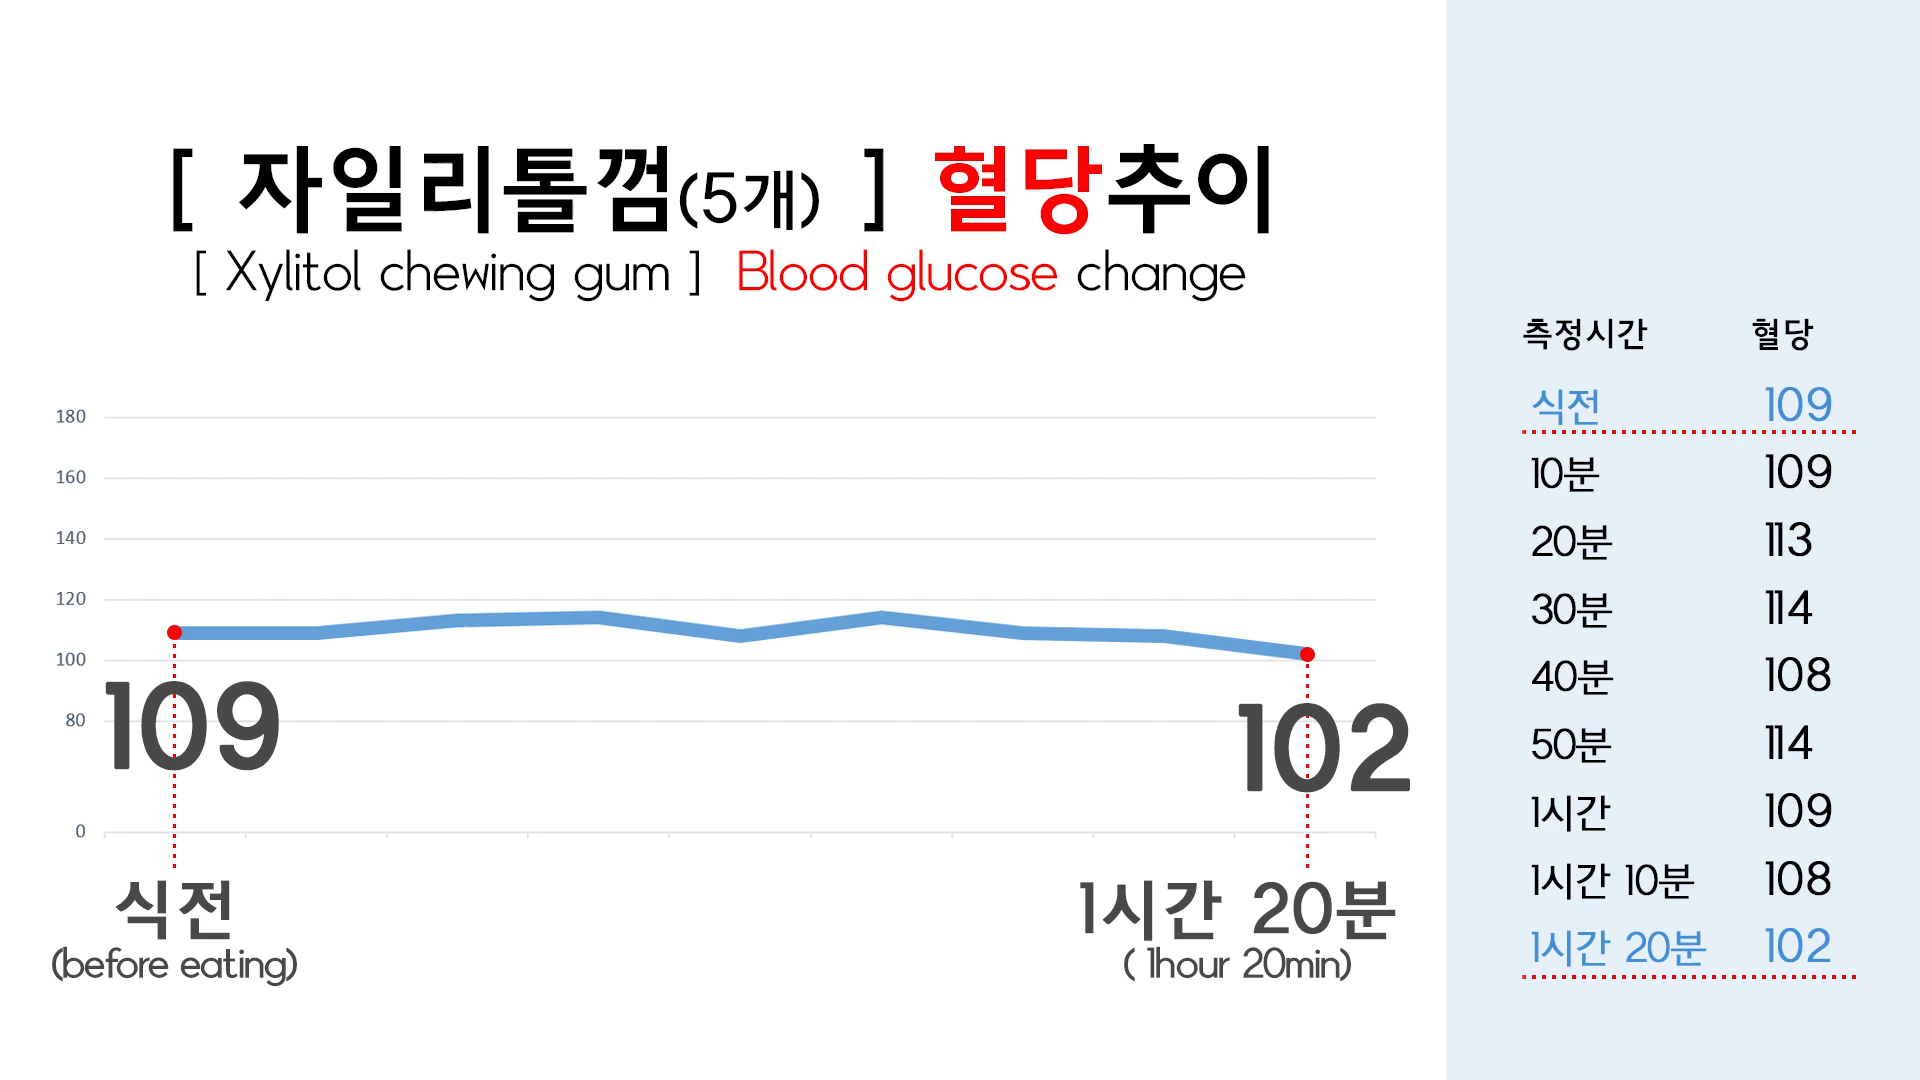 [ 자일리톨껌(5개) ] 혈당추이
[ Xylitol chewing gum ] Blood glucose change
180
160
140
120
100
80
0
109
102
식전
(before eating)
1시간 20분
( 1hour 20min)
측정시간 혈당
식전 109
10분 109
20분 113
30분 114
40분 108
50분 114
1시간 109
1시간 10분 108
1시간 20분 102